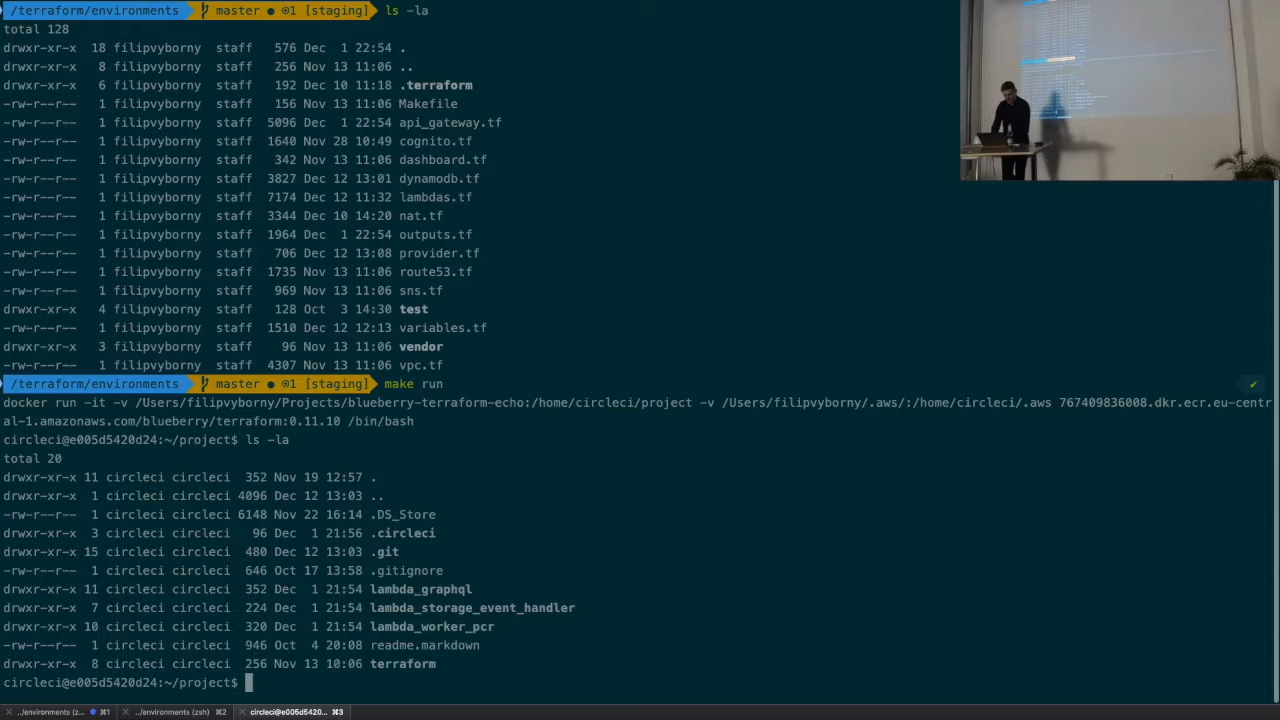 /terraform/environments master ● ⊙1 [staging] ls -la
total 128
drwxr-xr-x 18 filipvyborny staff 576 Dec 1 22:54 .
drwxr-xr-x 8 filipvyborny staff 256 Nov 13 11:06 ..
drwxr-xr-x 6 filipvyborny staff 192 Dec 10 11:18 .terraform
-rw-r--r-- 1 filipvyborny staff 156 Nov 13 11:06 Makefile
-rw-r--r-- 1 filipvyborny staff 5096 Dec 1 22:54 api_gateway.tf
-rw-r--r-- 1 filipvyborny staff 1640 Nov 28 10:49 cognito.tf
-rw-r--r-- 1 filipvyborny staff 342 Nov 13 11:06 dashboard.tf
-rw-r--r-- 1 filipvyborny staff 3827 Dec 12 13:01 dynamodb.tf
-rw-r--r-- 1 filipvyborny staff 7174 Dec 12 11:32 lambdas.tf
-rw-r--r-- 1 filipvyborny staff 3344 Dec 10 14:20 nat.tf
-rw-r--r-- 1 filipvyborny staff 1964 Dec 1 22:54 outputs.tf
-rw-r--r-- 1 filipvyborny staff 706 Dec 12 13:08 provider.tf
-rw-r--r-- 1 filipvyborny staff 1735 Nov 13 11:06 route53.tf
-rw-r--r-- 1 filipvyborny staff 969 Nov 13 11:06 sns.tf
drwxr-xr-x 4 filipvyborny staff 128 Oct 3 14:30 test
-rw-r--r-- 1 filipvyborny staff 1510 Dec 12 12:13 variables.tf
drwxr-xr-x 3 filipvyborny staff 96 Nov 13 11:06 vendor
-rw-r--r-- 1 filipvyborny staff 4307 Nov 13 11:06 vpc.tf
/terraform/environments master ● ⊙1 [staging] make run ✔
docker run -it -v /Users/filipvyborny/Projects/blueberry-terraform-echo:/home/circleci/project -v /Users/filipvyborny/.aws/:/home/circleci/.aws 767409836008.dkr.ecr.eu-centr
al-1.amazonaws.com/blueberry/terraform:0.11.10 /bin/bash
circleci@e005d5420d24:~/project$ ls -la
total 20
drwxr-xr-x 11 circleci circleci 352 Nov 19 12:57 .
drwxr-xr-x 1 circleci circleci 4096 Dec 12 13:03 ..
-rw-r--r-- 1 circleci circleci 6148 Nov 22 16:14 .DS_Store
drwxr-xr-x 3 circleci circleci 96 Dec 1 21:56 .circleci
drwxr-xr-x 15 circleci circleci 480 Dec 12 13:03 .git
-rw-r--r-- 1 circleci circleci 646 Oct 17 13:58 .gitignore
drwxr-xr-x 11 circleci circleci 352 Dec 1 21:54 lambda_graphql
drwxr-xr-x 7 circleci circleci 224 Dec 1 21:54 lambda_storage_event_handler
drwxr-xr-x 10 circleci circleci 320 Dec 1 21:54 lambda_worker_pcr
-rw-r--r-- 1 circleci circleci 946 Oct 4 20:08 readme.markdown
drwxr-xr-x 8 circleci circleci 256 Nov 13 10:06 terraform
circleci@e005d5420d24:~/project$
../environments (z... ⌘1 ../environments (zsh) ⌘2 circleci@e005d5420d... ⌘3